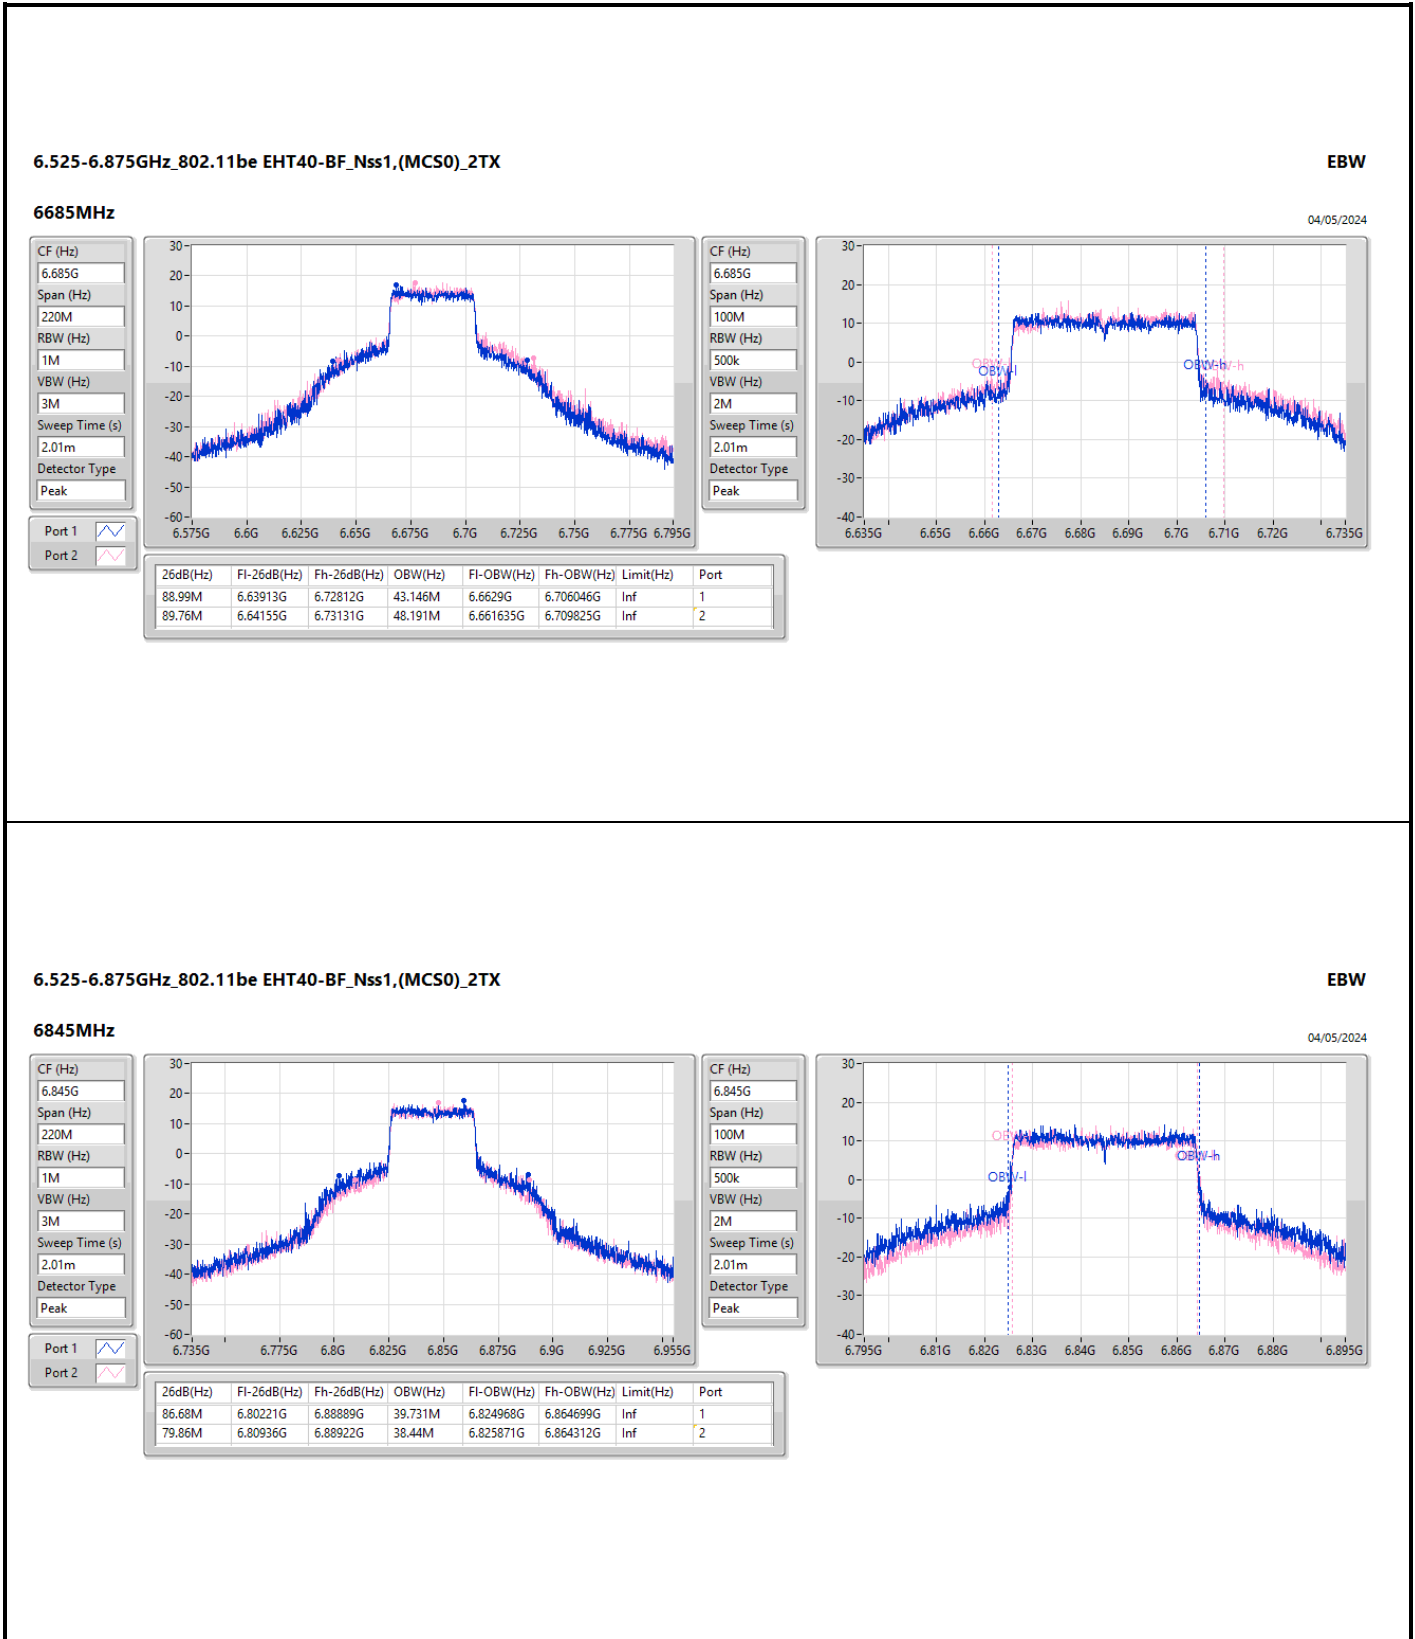 6.525-6.875GHz_802.11be EHT40-BF_Nss1,(MCS0)_2TX
EBW
6685MHz
04/05/2024
CF (Hz)
6.685G
Span (Hz)
220M
RBW (Hz)
1M
VBW (Hz)
3M
Sweep Time (s)
2.01m
Detector Type
Peak
Port 1
Port 2
30
20
10
0
-10
-20
-30
-40
-50
-60
6.575G 6.6G 6.625G 6.65G 6.675G 6.7G 6.725G 6.75G 6.775G 6.795G
CF (Hz)
6.685G
Span (Hz)
100M
RBW (Hz)
500k
VBW (Hz)
2M
Sweep Time (s)
2.01m
Detector Type
Peak
30
20
10
0
-10
-20
-30
-40
OBW-l
OBW-h
6.635G 6.65G 6.66G 6.67G 6.68G 6.69G 6.7G 6.71G 6.72G 6.735G
26dB(Hz) Fl-26dB(Hz) Fh-26dB(Hz) OBW(Hz) Fl-OBW(Hz) Fh-OBW(Hz) Limit(Hz) Port
88.99M 6.63913G 6.72812G 43.146M 6.6629G 6.706046G Inf 1
89.76M 6.64155G 6.73131G 48.191M 6.661635G 6.709825G Inf 2
6.525-6.875GHz_802.11be EHT40-BF_Nss1,(MCS0)_2TX
EBW
6845MHz
04/05/2024
CF (Hz)
6.845G
Span (Hz)
220M
RBW (Hz)
1M
VBW (Hz)
3M
Sweep Time (s)
2.01m
Detector Type
Peak
Port 1
Port 2
30
20
10
0
-10
-20
-30
-40
-50
-60
6.735G 6.775G 6.8G 6.825G 6.85G 6.875G 6.9G 6.925G 6.955G
CF (Hz)
6.845G
Span (Hz)
100M
RBW (Hz)
500k
VBW (Hz)
2M
Sweep Time (s)
2.01m
Detector Type
Peak
30
20
10
0
-10
-20
-30
-40
OBW-l
OBW-h
6.795G 6.81G 6.82G 6.83G 6.84G 6.85G 6.86G 6.87G 6.88G 6.895G
26dB(Hz) Fl-26dB(Hz) Fh-26dB(Hz) OBW(Hz) Fl-OBW(Hz) Fh-OBW(Hz) Limit(Hz) Port
86.68M 6.80221G 6.88889G 39.731M 6.824968G 6.864699G Inf 1
79.86M 6.80936G 6.88922G 38.44M 6.825871G 6.864312G Inf 2